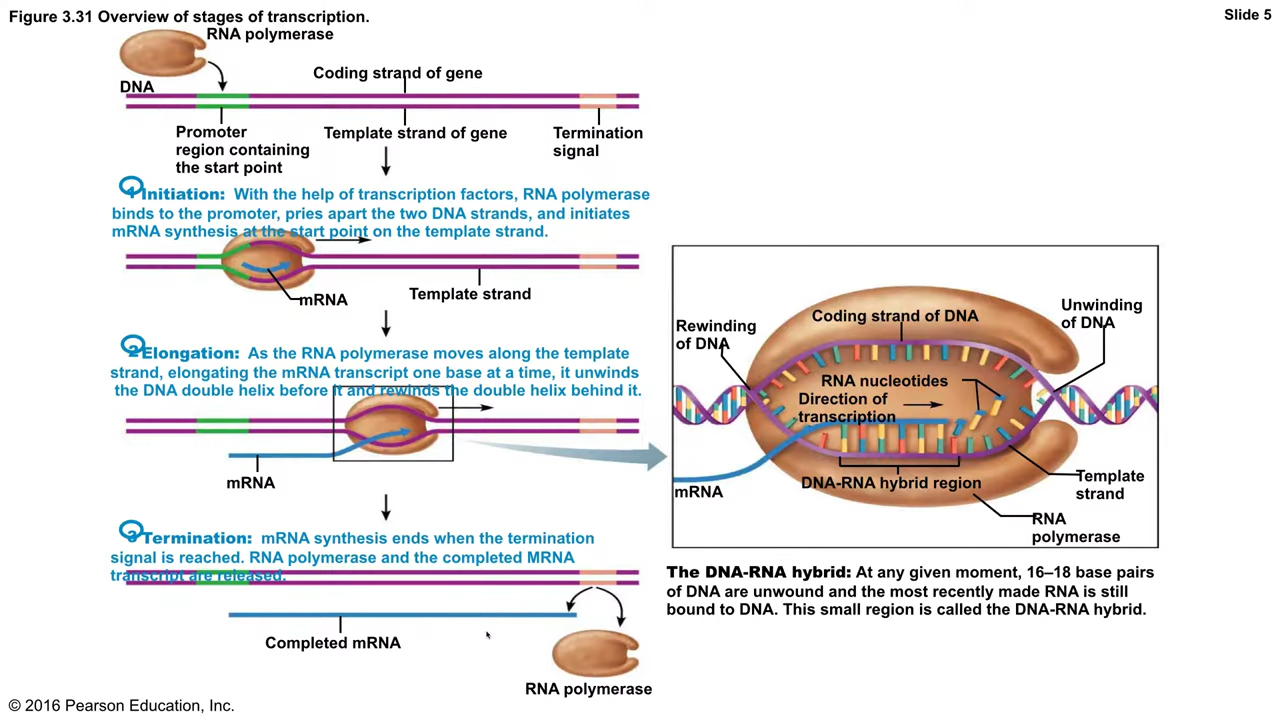 Figure 3.31 Overview of stages of transcription.
Slide 5
RNA polymerase
DNA
Coding strand of gene
Promoter
region containing
the start point
Template strand of gene
Termination
signal
1 Initiation: With the help of transcription factors, RNA polymerase
binds to the promoter, pries apart the two DNA strands, and initiates
mRNA synthesis at the start point on the template strand.
mRNA
Template strand
2 Elongation: As the RNA polymerase moves along the template
strand, elongating the mRNA transcript one base at a time, it unwinds
the DNA double helix before it and rewinds the double helix behind it.
mRNA
3 Termination: mRNA synthesis ends when the termination
signal is reached. RNA polymerase and the completed MRNA
transcript are released.
Completed mRNA
RNA polymerase
Rewinding
of DNA
Coding strand of DNA
Unwinding
of DNA
RNA nucleotides
Direction of
transcription
mRNA
DNA-RNA hybrid region
Template
strand
RNA
polymerase
The DNA-RNA hybrid: At any given moment, 16–18 base pairs
of DNA are unwound and the most recently made RNA is still
bound to DNA. This small region is called the DNA-RNA hybrid.
© 2016 Pearson Education, Inc.